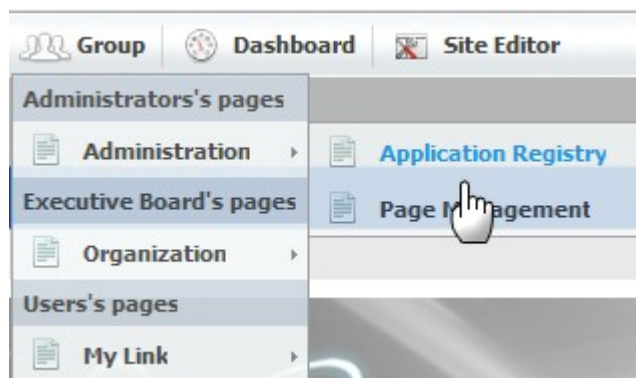 Group Dashboard Site Editor
Administrators's pages
Administration
Application Registry
Executive Board's pages
Page Management
Organization
Users's pages
My Link